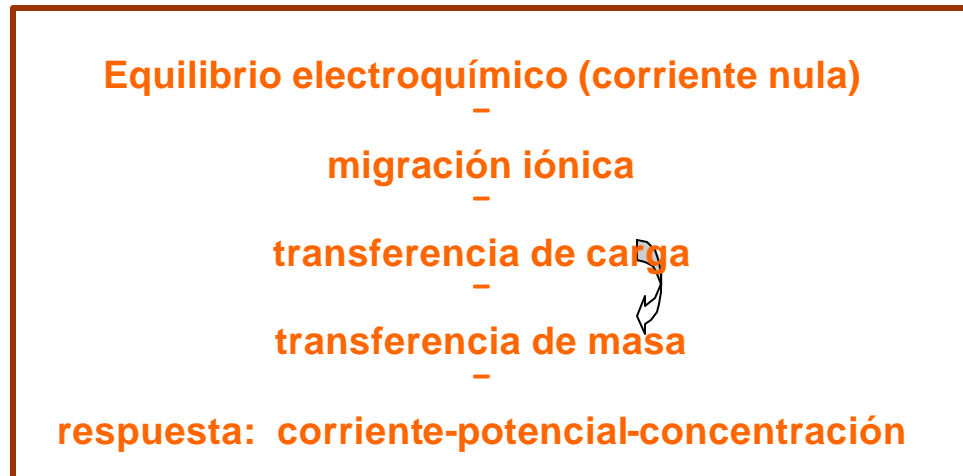 Equilibrio electroquímico (corriente nula)
–
migración iónica
–
transferencia de carga
–
transferencia de masa
–
respuesta: corriente-potencial-concentración